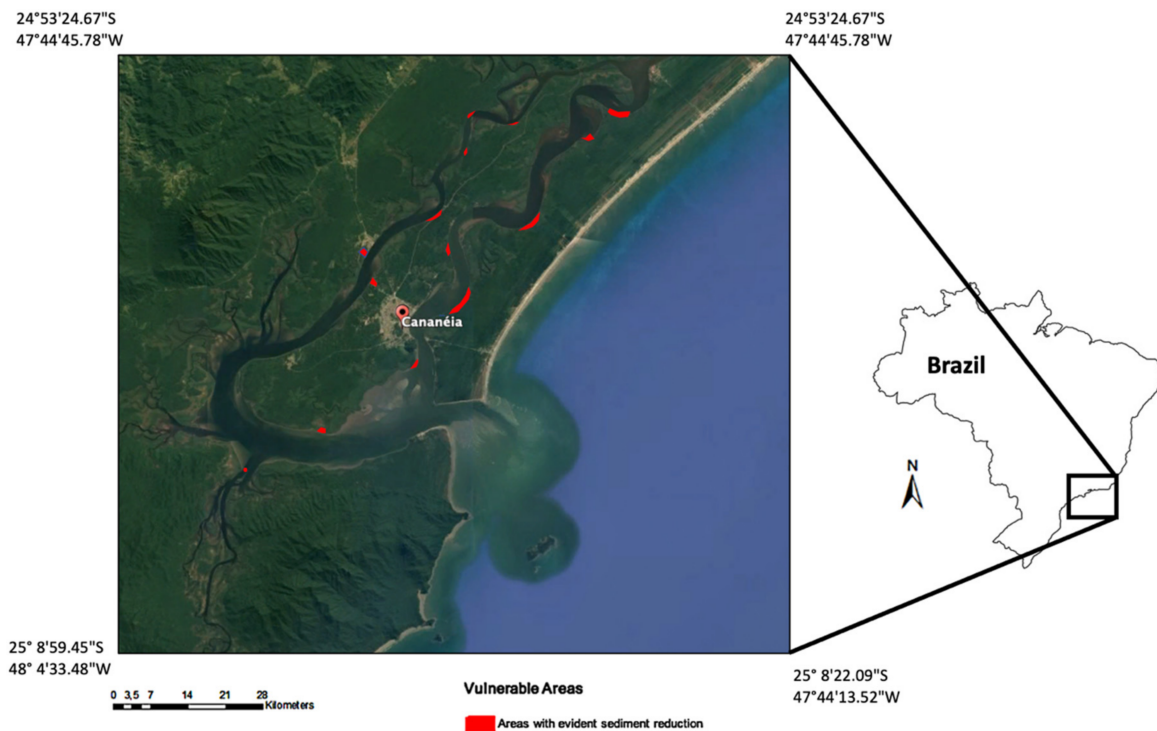 24°53'24.67"S
47°44'45.78"W
24°53'24.67"S
47°44'45.78"W
Cananéia
Brazil
N
25° 8'59.45"S
48° 4'33.48"W
25° 8'22.09"S
47°44'13.52"W
0 3,5 7 14 21 28
Kilometers
Vulnerable Areas
Areas with evident sediment reduction